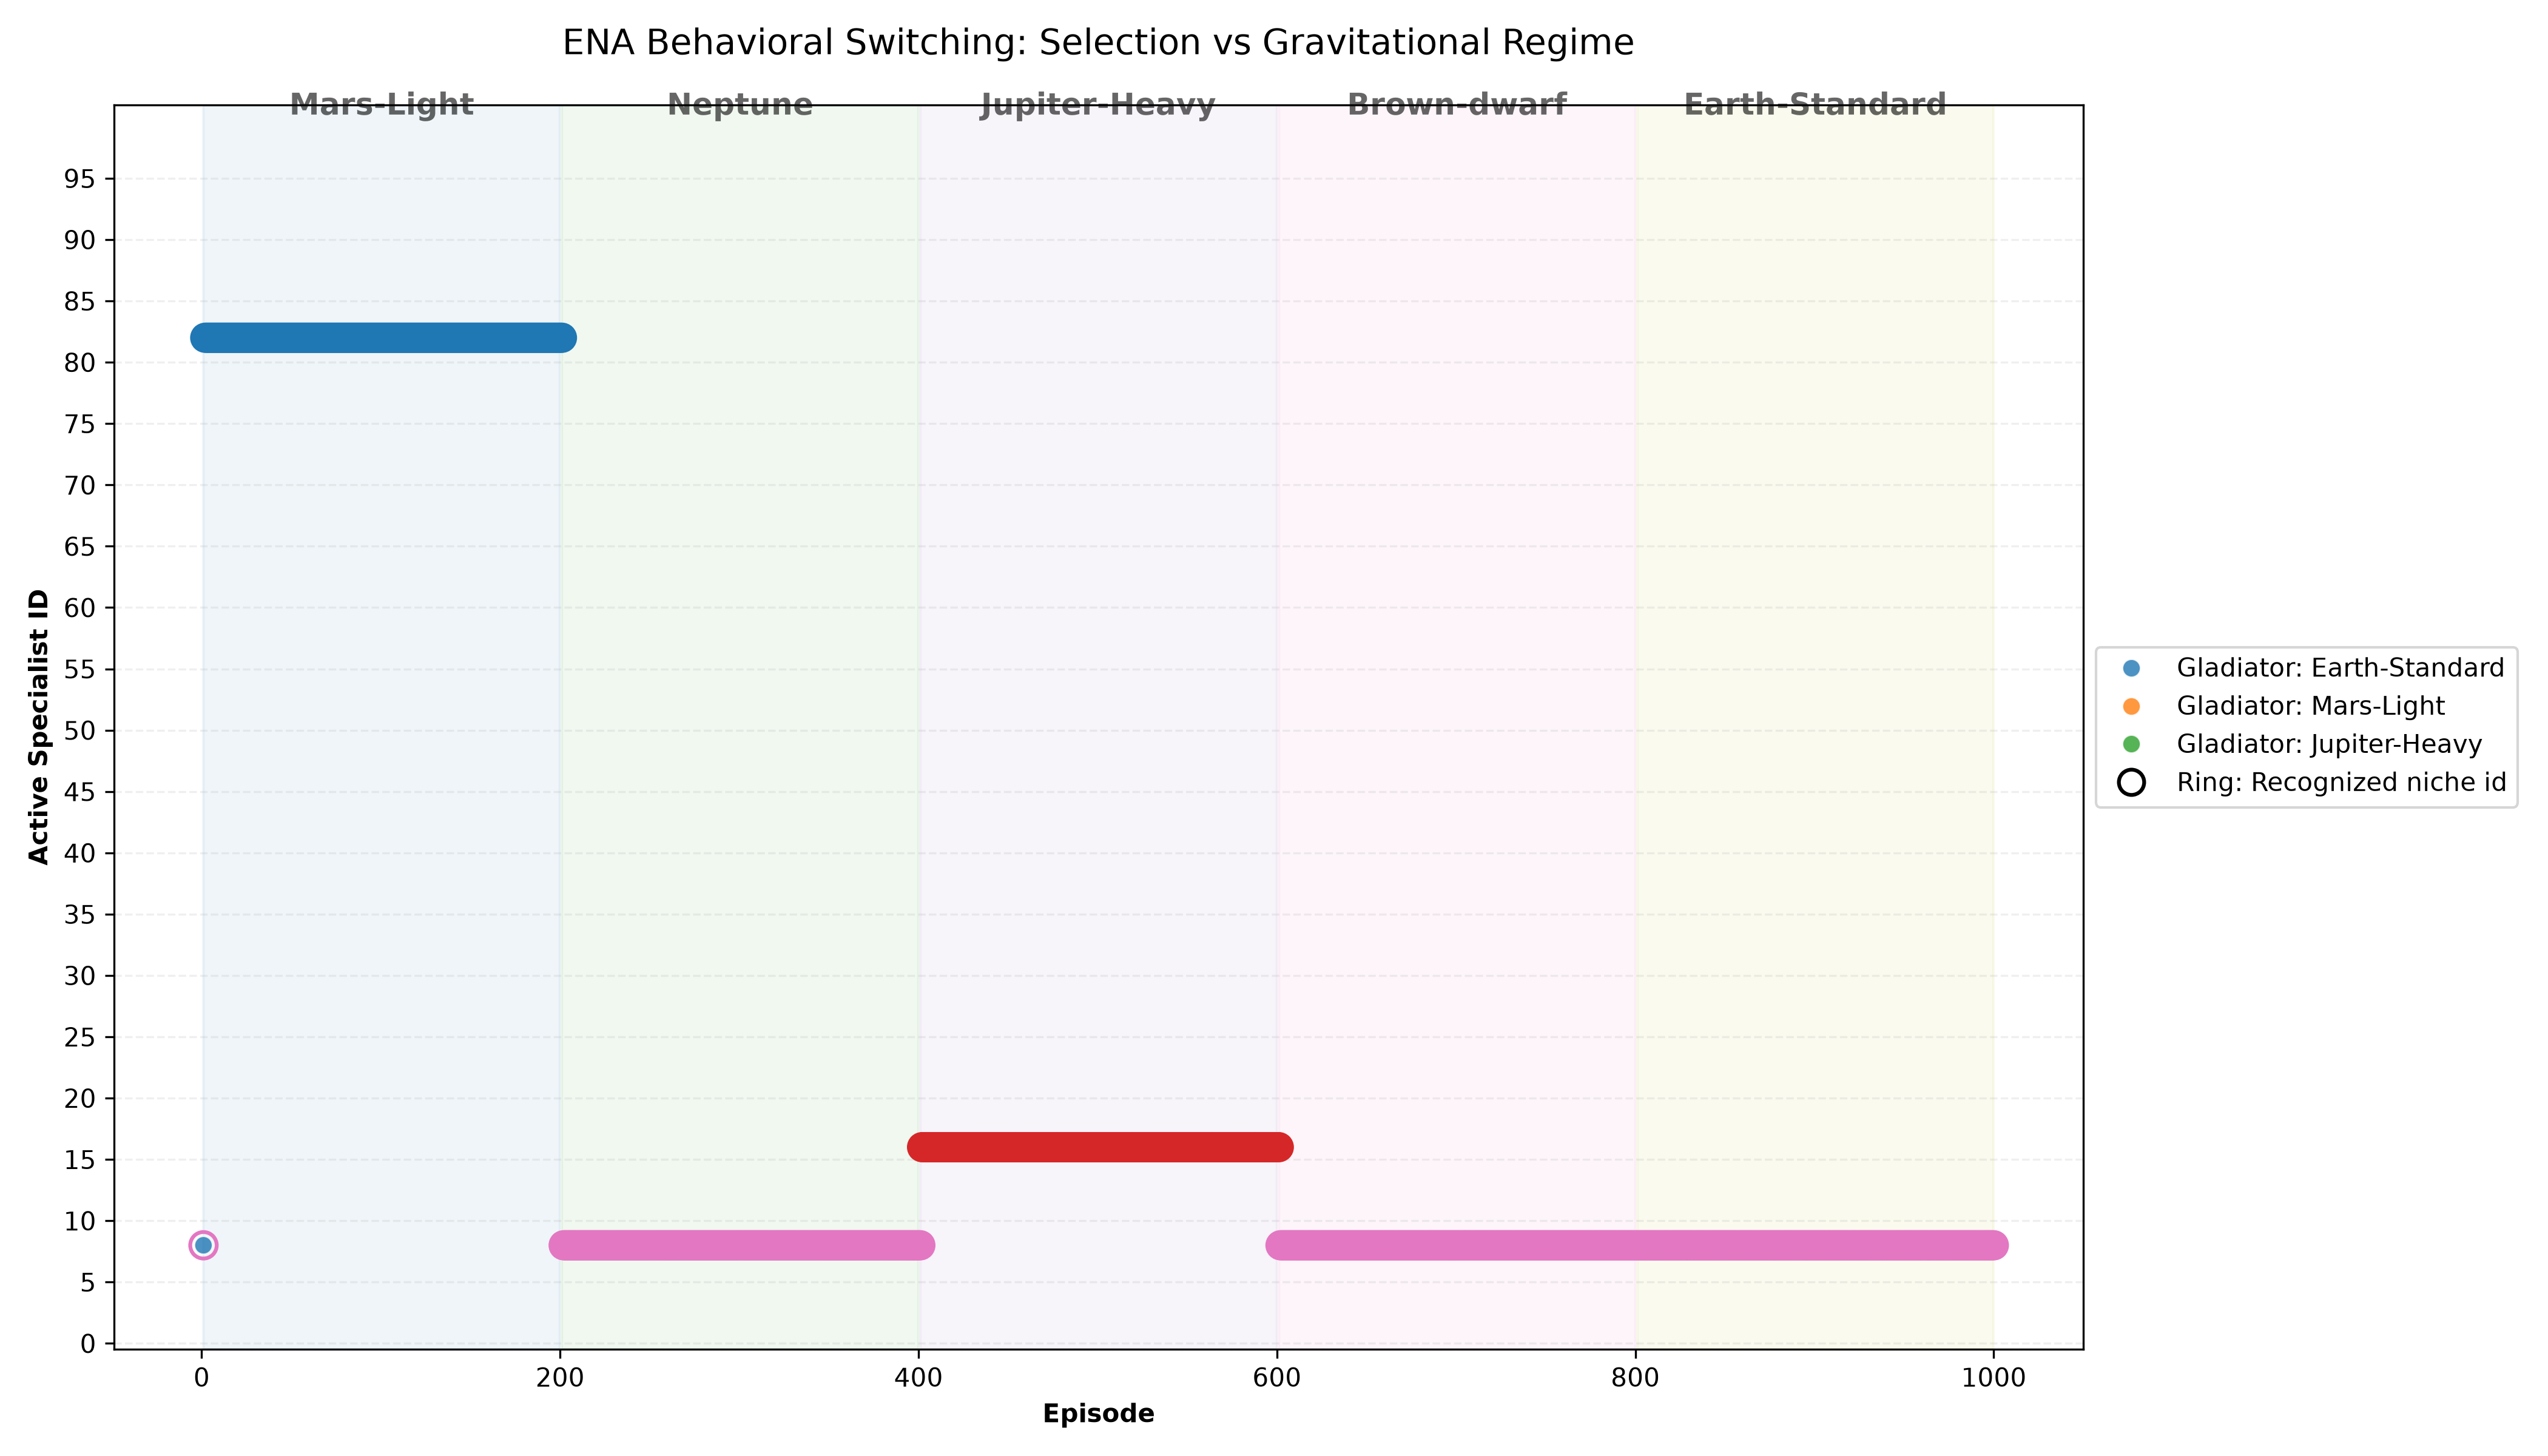 ENA Behavioral Switching: Selection vs Gravitational Regime
Mars-Light
Neptune
Jupiter-Heavy
Brown-dwarf
Earth-Standard
95
90
85
80
75
70
65
60
55
50
45
40
35
30
25
20
15
10
5
0
Active Specialist ID
0
200
400
600
800
1000
Episode
Gladiator: Earth-Standard
Gladiator: Mars-Light
Gladiator: Jupiter-Heavy
Ring: Recognized niche id